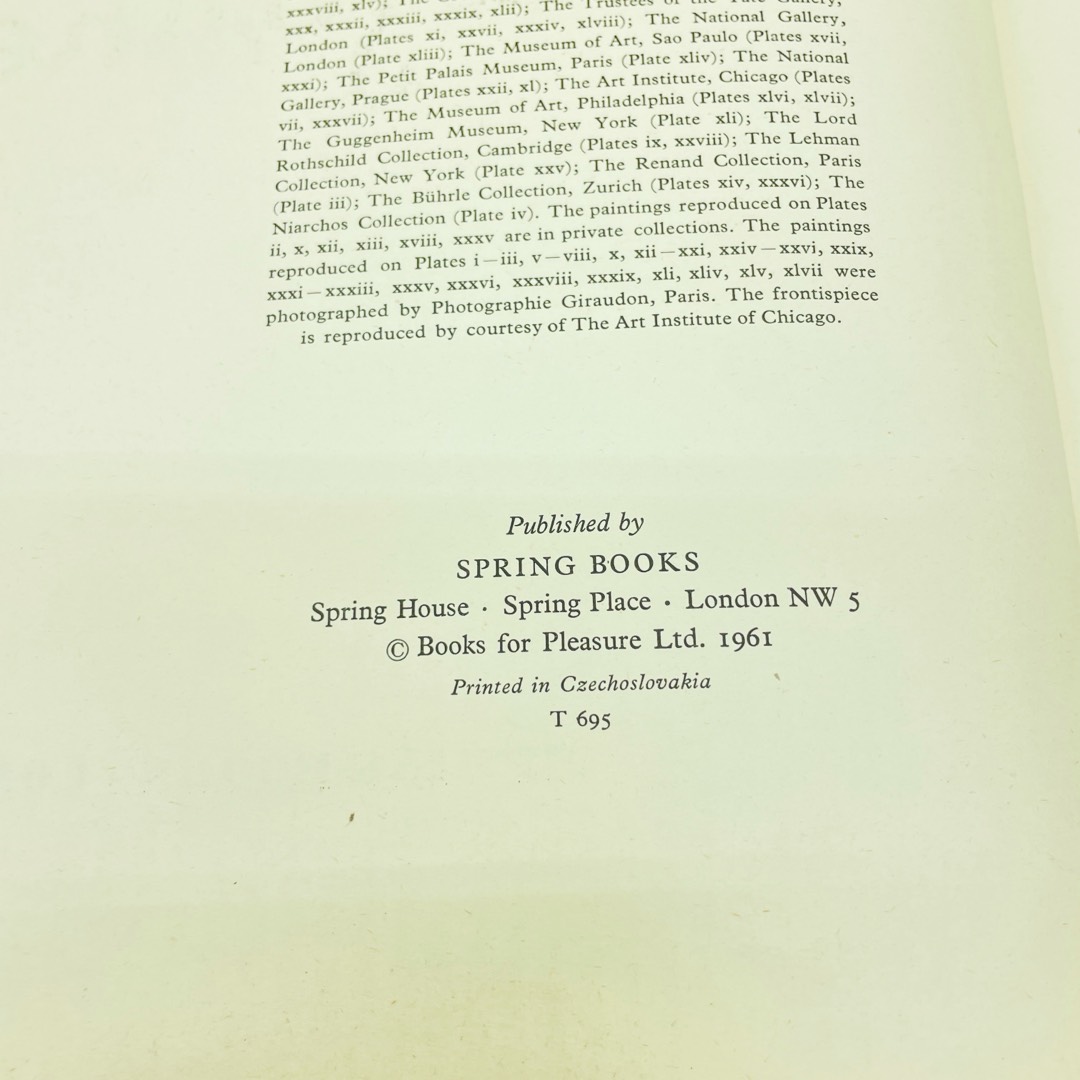 xxxviii, xlv); The
xxx, xxxii, xxxiii, xxxix, xlii); The Trustees of the Tate Gallery,
London (Plates xi, xxvii, xxxiv, xlviii); The National Gallery,
London (Plate xliii); The Museum of Art, Sao Paulo (Plates xvii,
xxxi); The Petit Palais Museum, Paris (Plate xliv); The National
Gallery, Prague (Plates xxii, xl); The Art Institute, Chicago (Plates
vii, xxxvii); The Museum of Art, Philadelphia (Plates xlvi, xlvii);
The Guggenheim Museum, New York (Plate xli); The Lord
Rothschild Collection, Cambridge (Plates ix, xxviii); The Lehman
Collection, New York (Plate xxv); The Renand Collection, Paris
(Plate iii); The Bührle Collection, Zurich (Plates xiv, xxxvi); The
Niarchos Collection (Plate iv). The paintings reproduced on Plates
ii, x, xii, xiii, xviii, xxxv are in private collections. The paintings
reproduced on Plates i—iii, v—viii, x, xii—xxi, xxiv—xxvi, xxix,
xxxi—xxxiii, xxxv, xxxvi, xxxviii, xxxix, xli, xliv, xlv, xlvii were
photographed by Photographie Giraudon, Paris. The frontispiece
is reproduced by courtesy of The Art Institute of Chicago.
Published by
SPRING BOOKS
Spring House · Spring Place · London NW 5
© Books for Pleasure Ltd. 1961
Printed in Czechoslovakia
T 695